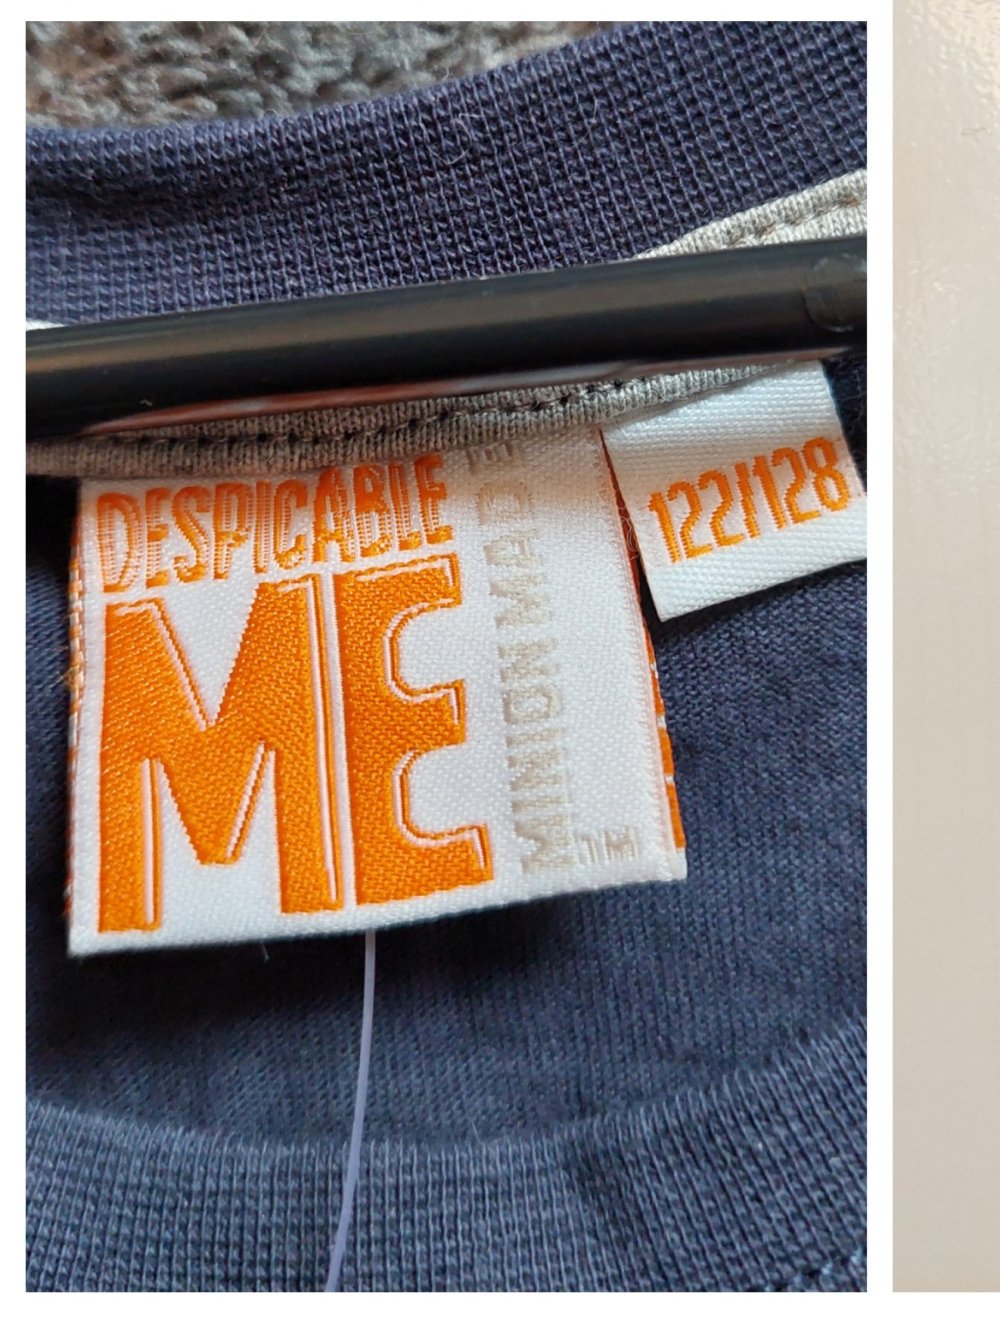 DESPICABLE
ME
MINION MADE
TM
122/128